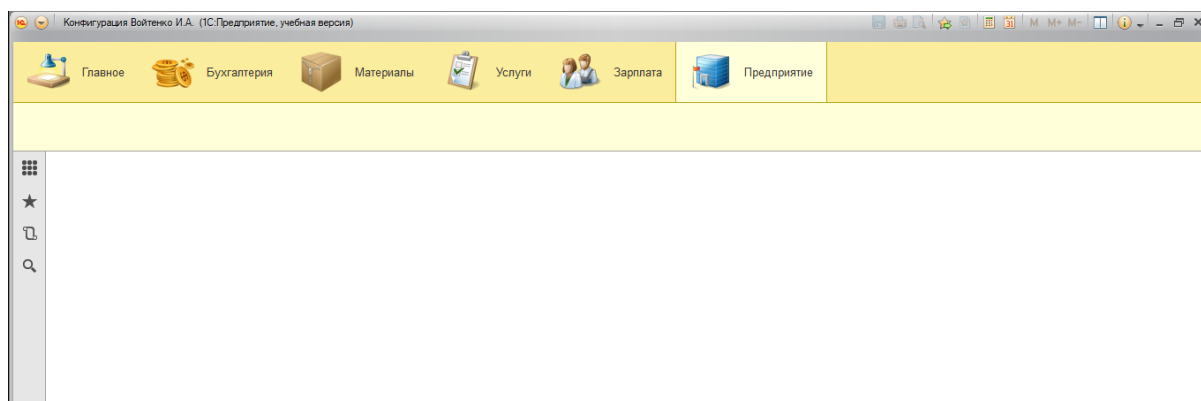 Конфигурация Войтенко И.А. (1С:Предприятие, учебная версия)
M M+ M-
Главное
Бухгалтерия
Материалы
Услуги
Зарплата
Предприятие